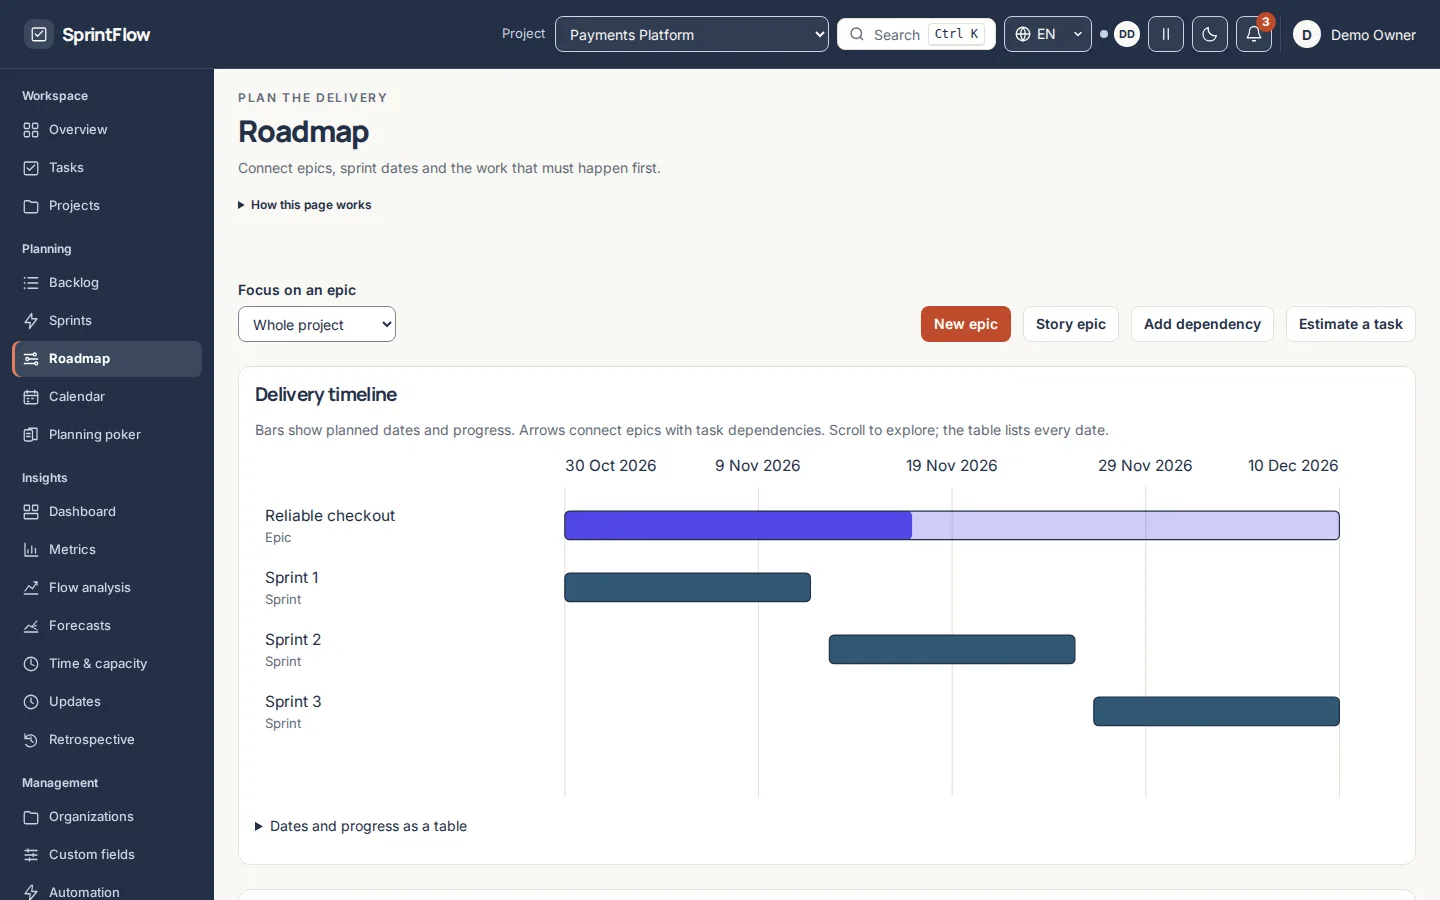 SprintFlow
Project
Payments Platform
Search Ctrl K
EN
DD
3
D
Demo Owner
Workspace
Overview
Tasks
Projects
Planning
Backlog
Sprints
Roadmap
Calendar
Planning poker
Insights
Dashboard
Metrics
Flow analysis
Forecasts
Time & capacity
Updates
Retrospective
Management
Organizations
Custom fields
Automation
PLAN THE DELIVERY
Roadmap
Connect epics, sprint dates and the work that must happen first.
How this page works
Focus on an epic
Whole project
New epic
Story epic
Add dependency
Estimate a task
Delivery timeline
Bars show planned dates and progress. Arrows connect epics with task dependencies. Scroll to explore; the table lists every date.
30 Oct 2026 9 Nov 2026 19 Nov 2026 29 Nov 2026 10 Dec 2026
Reliable checkout
Epic
Sprint 1
Sprint
Sprint 2
Sprint
Sprint 3
Sprint
Dates and progress as a table